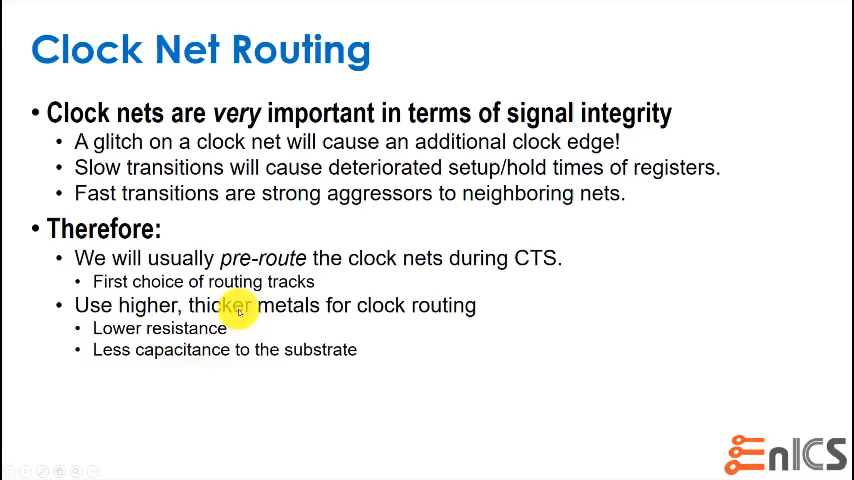 Clock Net Routing
• Clock nets are very important in terms of signal integrity
• A glitch on a clock net will cause an additional clock edge!
• Slow transitions will cause deteriorated setup/hold times of registers.
• Fast transitions are strong aggressors to neighboring nets.
• Therefore:
• We will usually pre-route the clock nets during CTS.
• First choice of routing tracks
• Use higher, thicker metals for clock routing
• Lower resistance
• Less capacitance to the substrate
EnICS